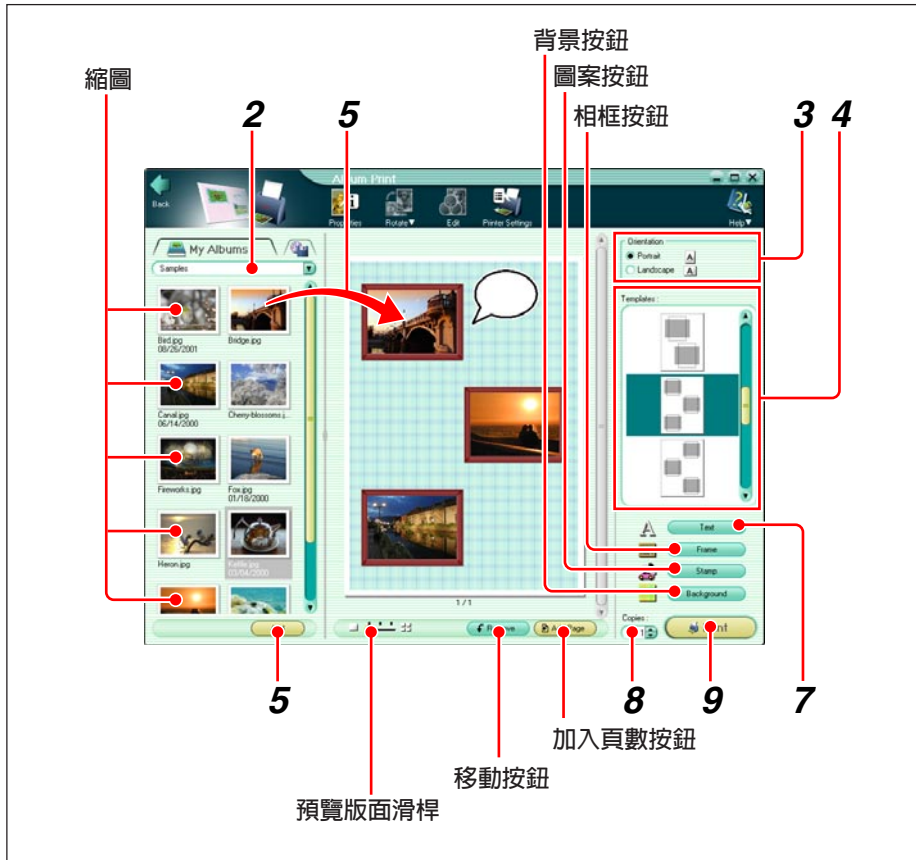 背景按鈕
圖案按鈕
相框按鈕
縮圖
2
5
3 4
Album Print
Back
Properties
Rotate▼
Edit
Printer Settings
Help▼
My Albums
Samples
Orientation
Portrait A
Landscape A
Templates :
Bird.jpg
08/26/2001
Bridge.jpg
Canal.jpg
06/14/2000
Cherry-blossoms.j...
Fireworks.jpg
Fox.jpg
01/18/2000
Heron.jpg
Kettle.jpg
03/04/2000
A Text
Frame
Stamp
Background
1 / 1
Copies :
1
5
8
9
7
加入頁數按鈕
移動按鈕
預覽版面滑桿